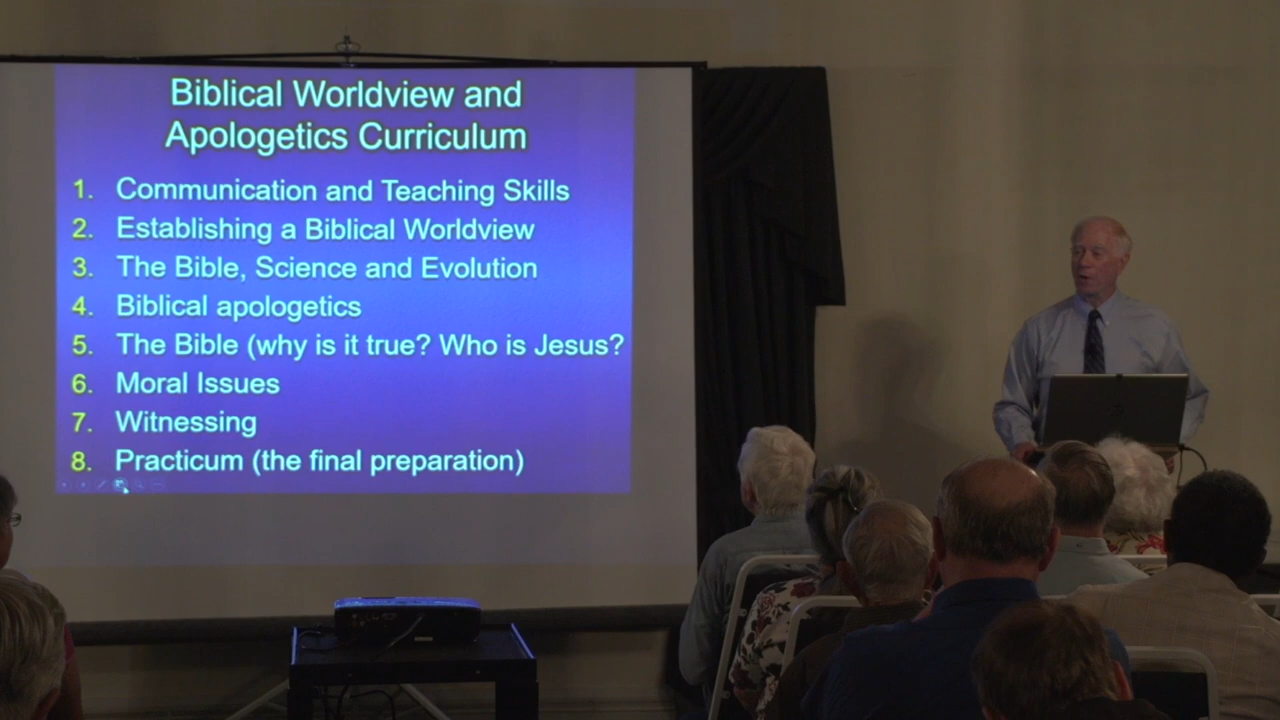 Biblical Worldview and
Apologetics Curriculum
1. Communication and Teaching Skills
2. Establishing a Biblical Worldview
3. The Bible, Science and Evolution
4. Biblical apologetics
5. The Bible (why is it true? Who is Jesus?
6. Moral Issues
7. Witnessing
8. Practicum (the final preparation)